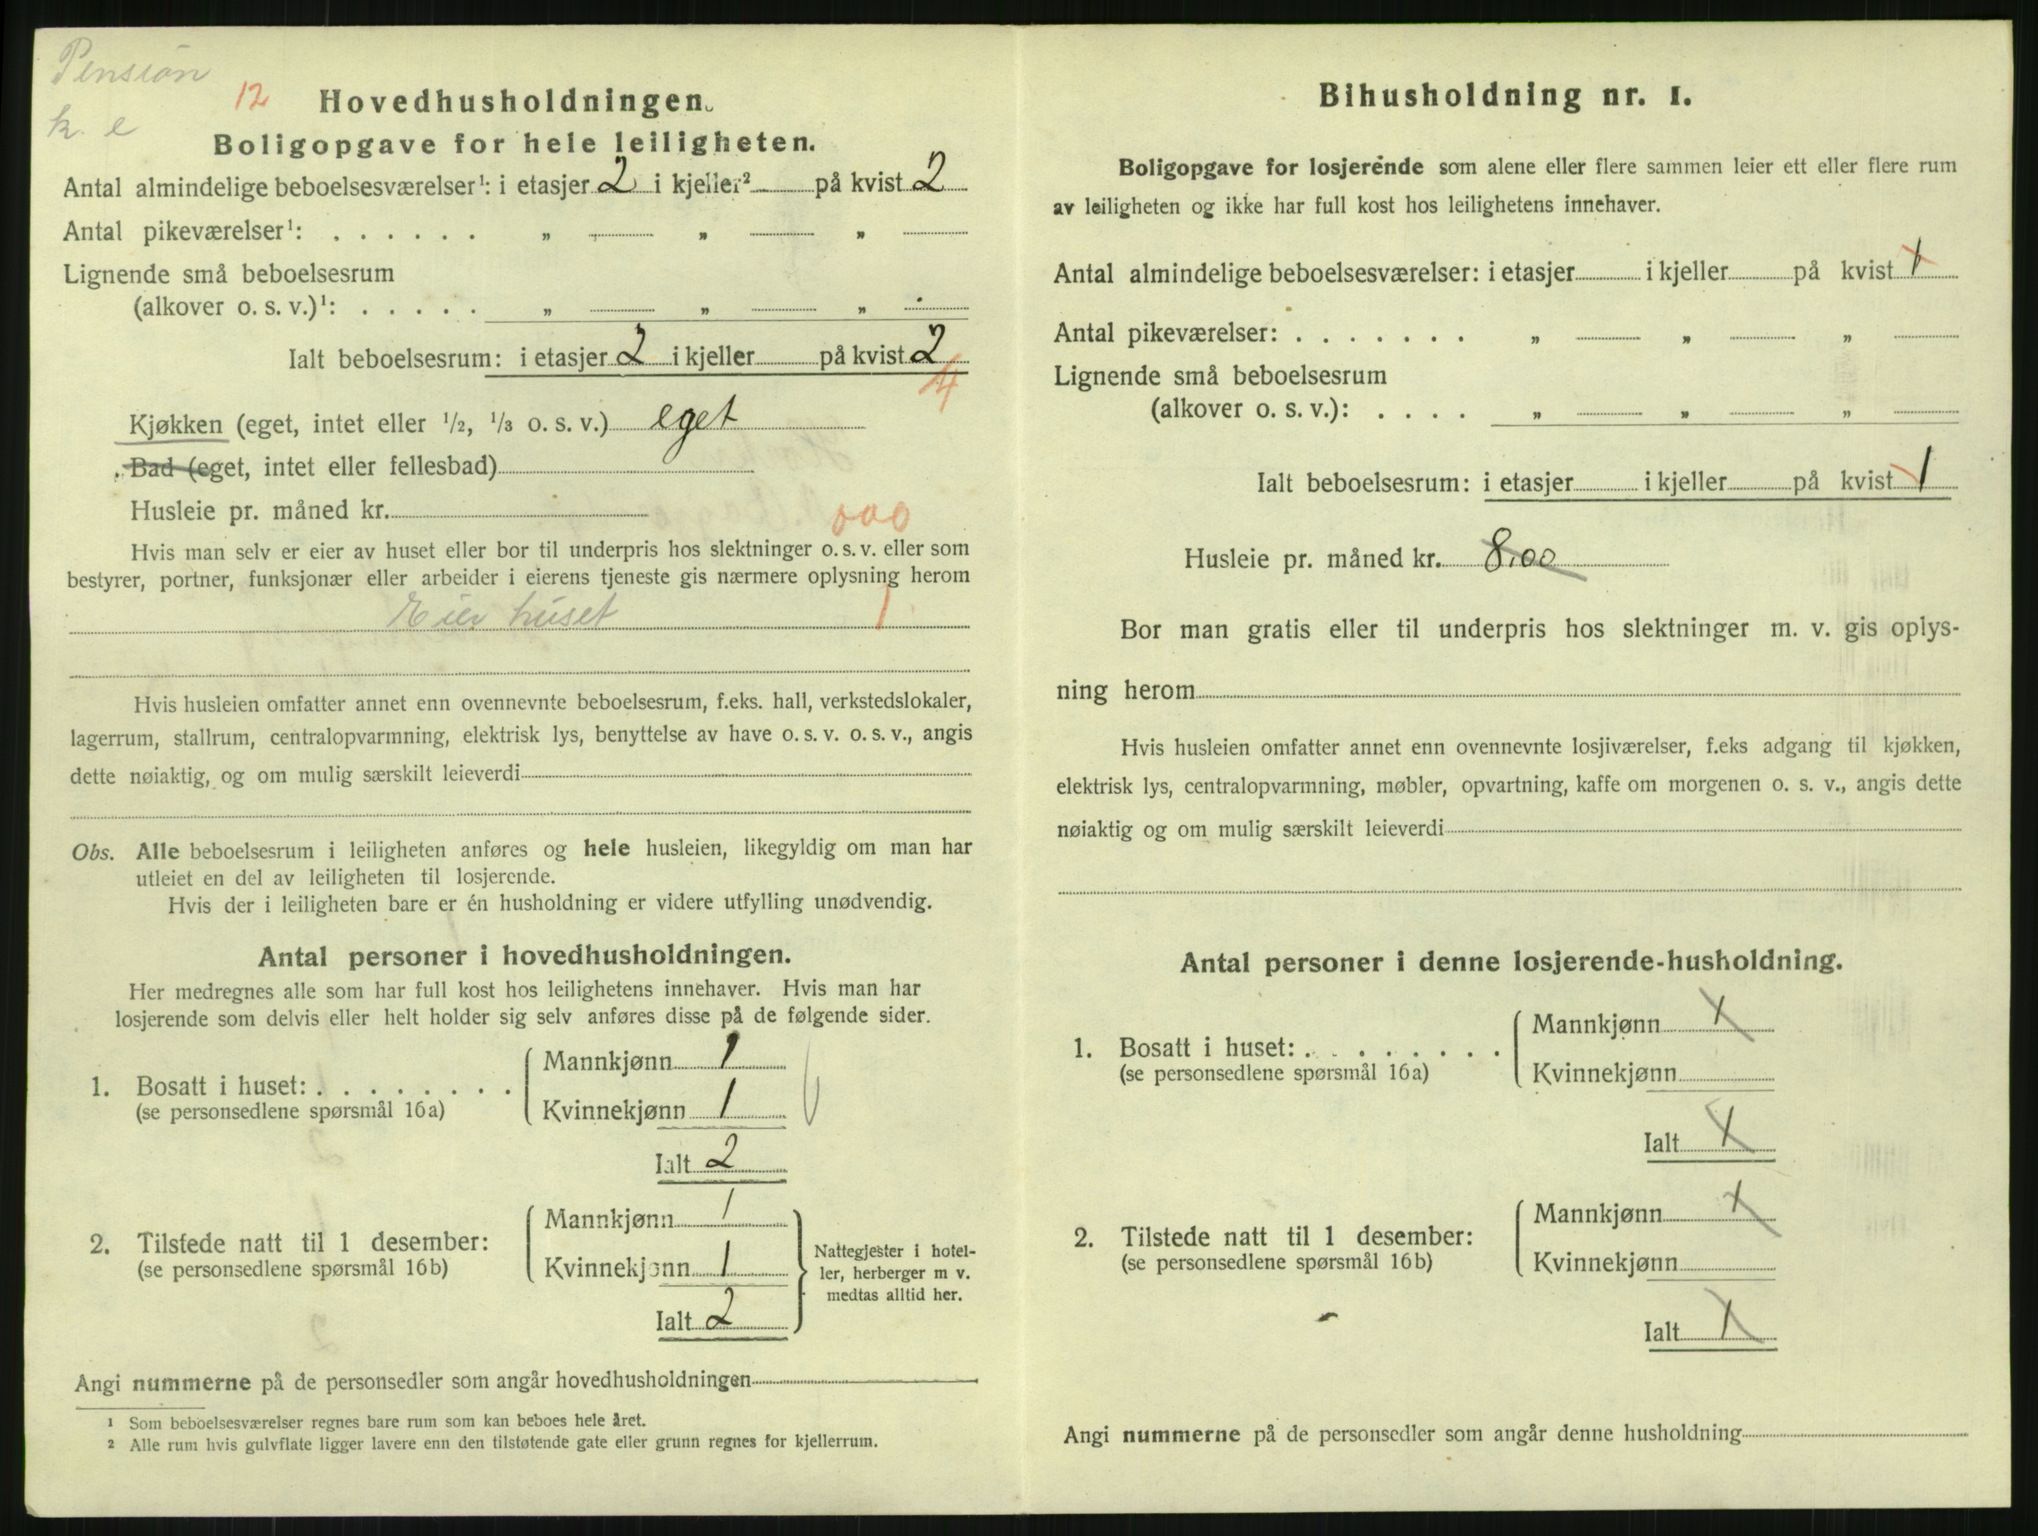 Pension
k. e
12
Hovedhusholdningen.
Boligopgave for hele leiligheten.
Antal almindelige beboelsesværelser¹: i etasjer 2 i kjeller² på kvist 2
Antal pikeværelser¹: . . . . . . „ „ „
Lignende små beboelsesrum
(alkover o. s. v.)¹: . . . . . „ „ „
Ialt beboelsesrum: i etasjer 2 i kjeller på kvist 2
4
Kjøkken (eget, intet eller 1/2, 1/3 o. s. v.) eget
Bad (eget, intet eller fellesbad)
Husleie pr. måned kr. 000
Hvis man selv er eier av huset eller bor til underpris hos slektninger o. s. v. eller som
bestyrer, portner, funksjonær eller arbeider i eierens tjeneste gis nærmere oplysning herom
Eier huset 1
Hvis husleien omfatter annet enn ovennevnte beboelsesrum, f.eks. hall, verkstedslokaler,
lagerrum, stallrum, centralopvarmning, elektrisk lys, benyttelse av have o. s. v. o. s. v., angis
dette nøiaktig, og om mulig særskilt leieverdi
Obs. Alle beboelsesrum i leiligheten anføres og hele husleien, likegyldig om man har
utleiet en del av leiligheten til losjerende.
Hvis der i leiligheten bare er én husholdning er videre utfylling unødvendig.
Antal personer i hovedhusholdningen.
Her medregnes alle som har full kost hos leilighetens innehaver. Hvis man har
losjerende som delvis eller helt holder sig selv anføres disse på de følgende sider.
Mannkjønn 1
1. Bosatt i huset: . . . . . . . .
(se personsedlene spørsmål 16a)
Kvinnekjønn 1
Ialt 2
Mannkjønn 1
2. Tilstede natt til 1 desember:
(se personsedlene spørsmål 16b)
Kvinnekjønn 1
Ialt 2
Nattegjester i hotel-
ler, herberger m v.
medtas alltid her.
Angi nummerne på de personsedler som angår hovedhusholdningen
¹ Som beboelsesværelser regnes bare rum som kan beboes hele året.
² Alle rum hvis gulvflate ligger lavere enn den tilstøtende gate eller grunn regnes for kjellerrum.
Bihusholdning nr. 1.
Boligopgave for losjerende som alene eller flere sammen leier ett eller flere rum
av leiligheten og ikke har full kost hos leilighetens innehaver.
Antal almindelige beboelsesværelser: i etasjer i kjeller på kvist 1
Antal pikeværelser: . . . . . . . „ „ „
Lignende små beboelsesrum
(alkover o. s. v.): . . . . „ „ „
Ialt beboelsesrum: i etasjer i kjeller på kvist 1
Husleie pr. måned kr. 8,00
Bor man gratis eller til underpris hos slektninger m. v. gis oplys-
ning herom
Hvis husleien omfatter annet enn ovennevnte losjiværelser, f.eks adgang til kjøkken,
elektrisk lys, centralopvarmning, møbler, opvartning, kaffe om morgenen o. s. v., angis dette
nøiaktig og om mulig særskilt leieverdi
Antal personer i denne losjerende-husholdning.
Mannkjønn 1
1. Bosatt i huset: . . . . . . . .
(se personsedlene spørsmål 16a)
Kvinnekjønn
Ialt 1
Mannkjønn 1
2. Tilstede natt til 1 desember:
(se personsedlene spørsmål 16b)
Kvinnekjønn
Ialt 1
Angi nummerne på de personsedler som angår denne husholdning